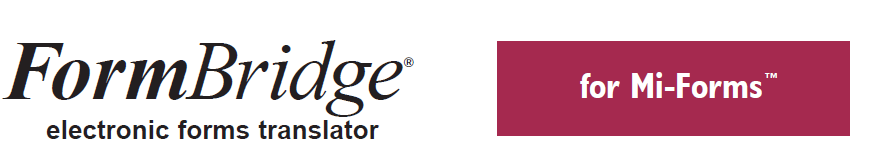 FormBridge®
electronic forms translator
for Mi-Forms™